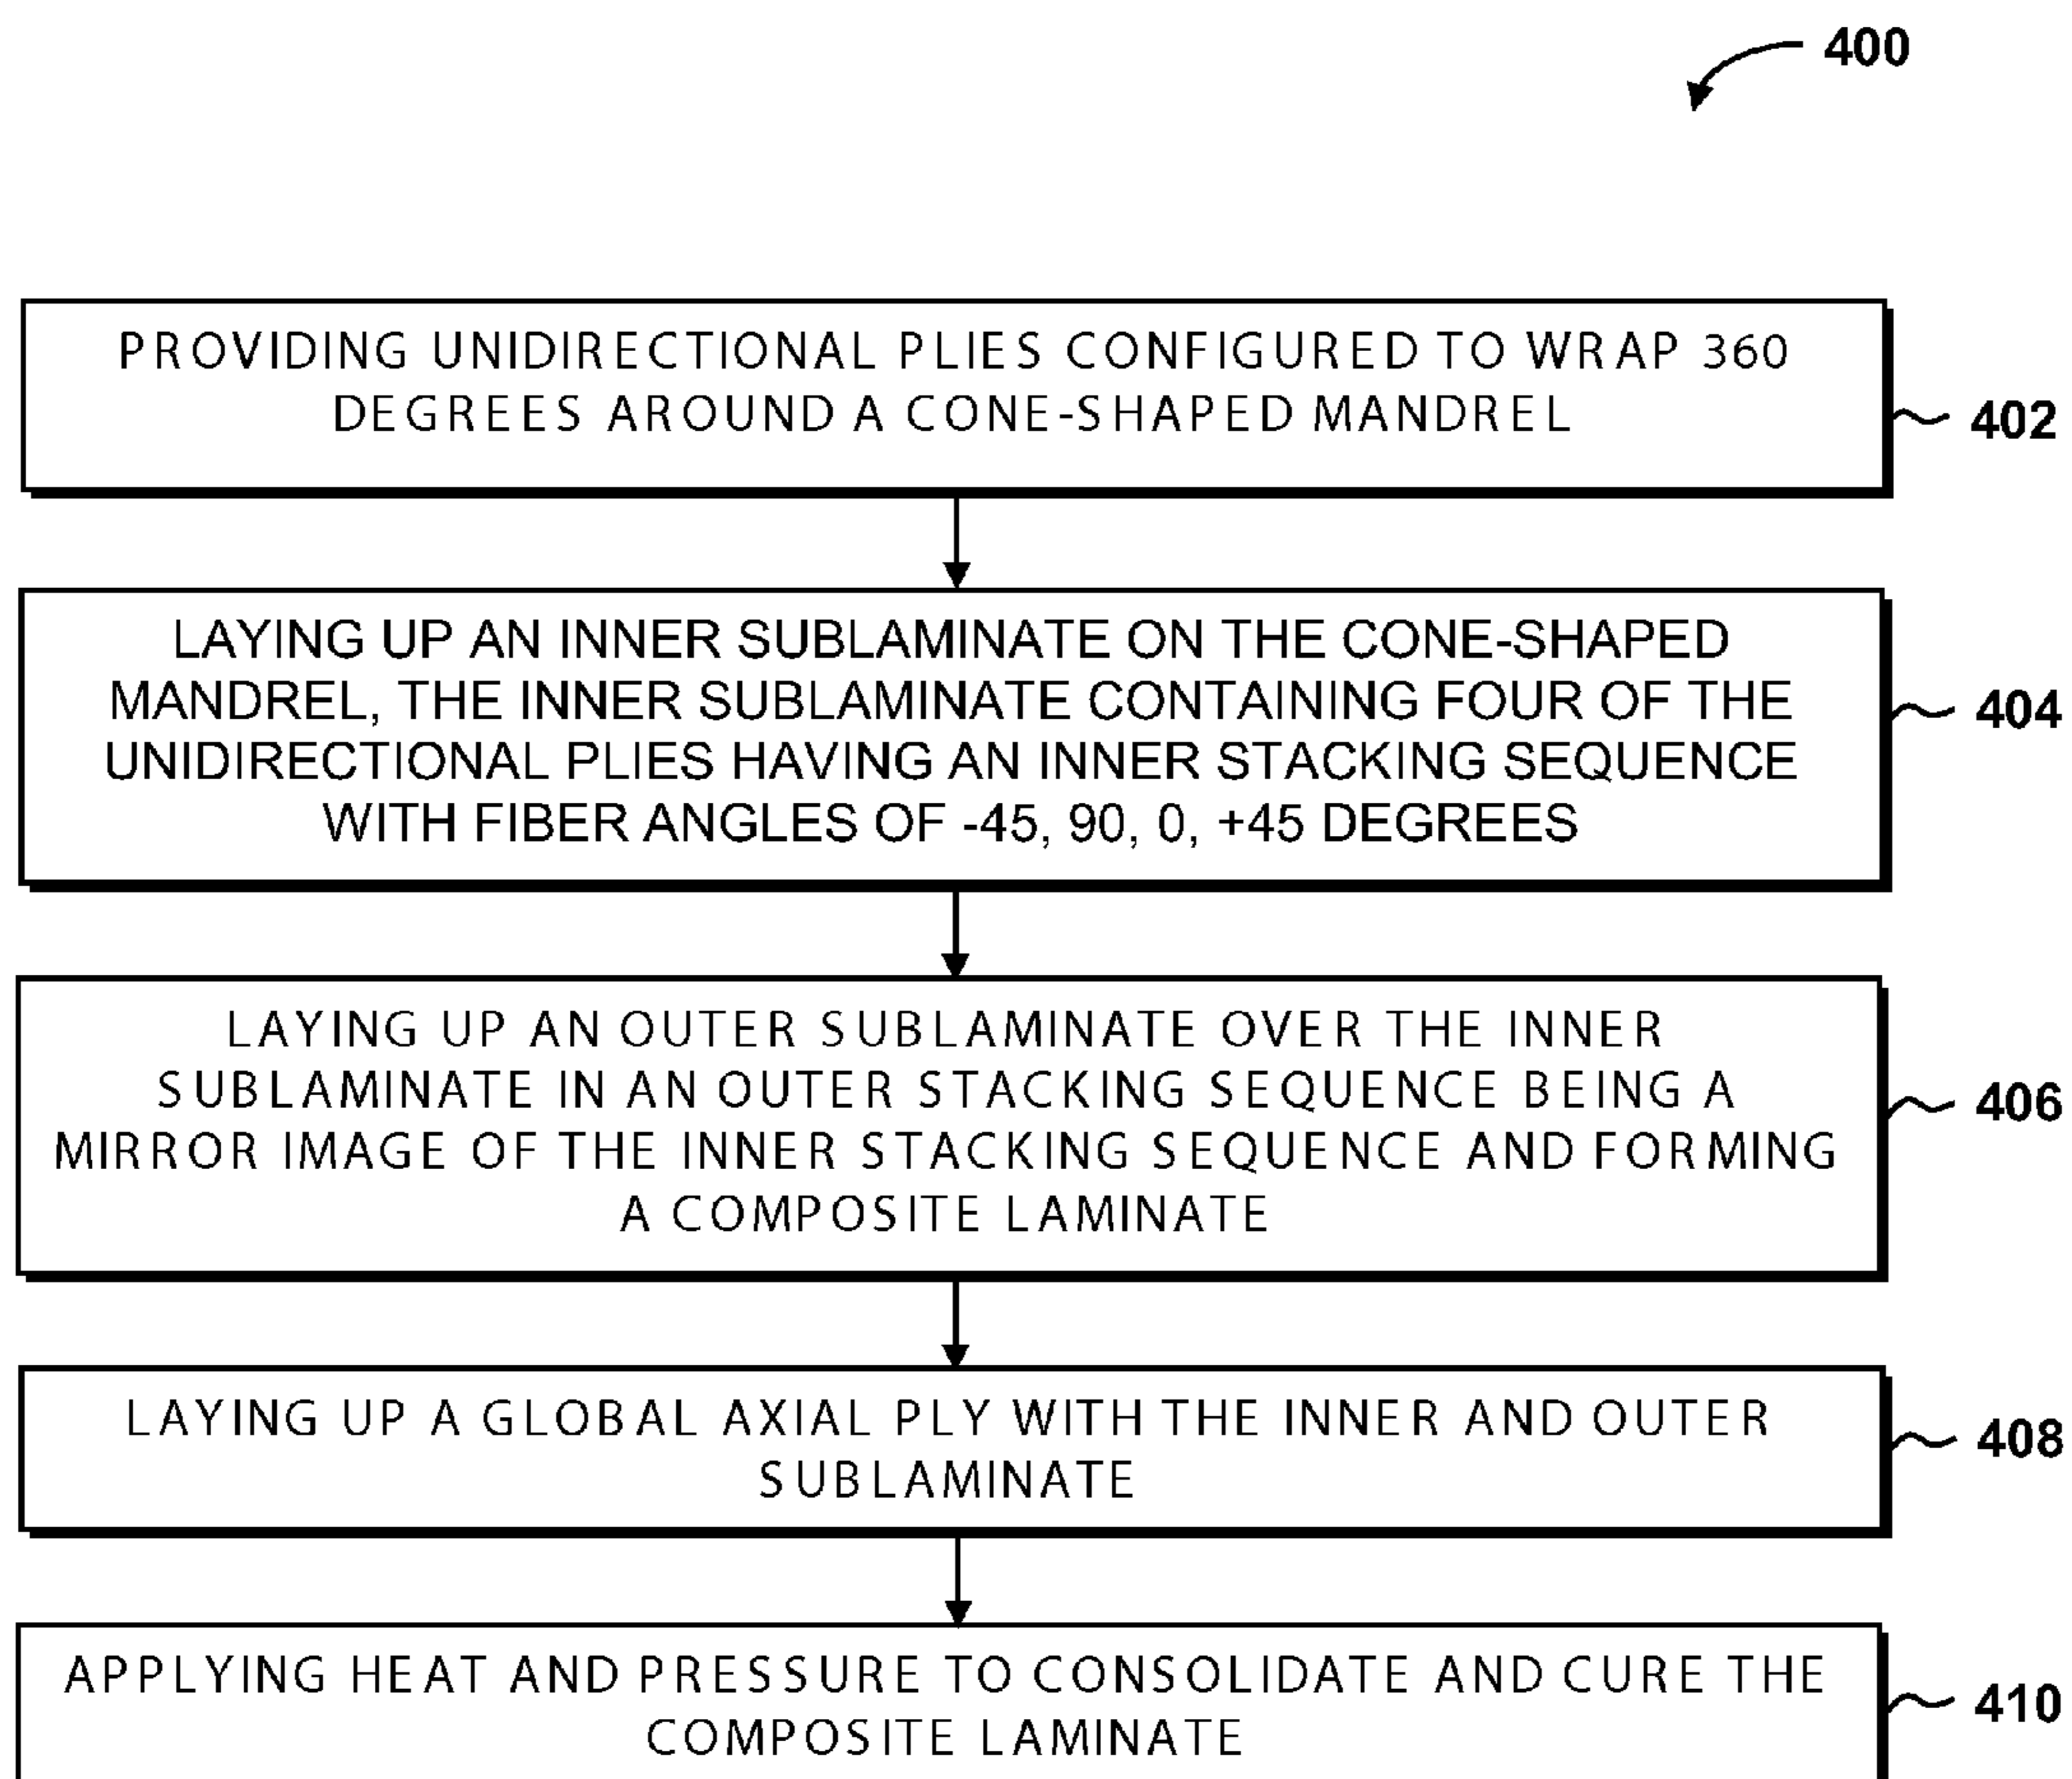 400
PROVIDING UNIDIRECTIONAL PLIES CONFIGURED TO WRAP 360
DEGREES AROUND A CONE-SHAPED MANDREL
402
LAYING UP AN INNER SUBLAMINATE ON THE CONE-SHAPED
MANDREL, THE INNER SUBLAMINATE CONTAINING FOUR OF THE
UNIDIRECTIONAL PLIES HAVING AN INNER STACKING SEQUENCE
WITH FIBER ANGLES OF -45, 90, 0, +45 DEGREES
404
LAYING UP AN OUTER SUBLAMINATE OVER THE INNER
SUBLAMINATE IN AN OUTER STACKING SEQUENCE BEING A
MIRROR IMAGE OF THE INNER STACKING SEQUENCE AND FORMING
A COMPOSITE LAMINATE
406
LAYING UP A GLOBAL AXIAL PLY WITH THE INNER AND OUTER
SUBLAMINATE
408
APPLYING HEAT AND PRESSURE TO CONSOLIDATE AND CURE THE
COMPOSITE LAMINATE
410